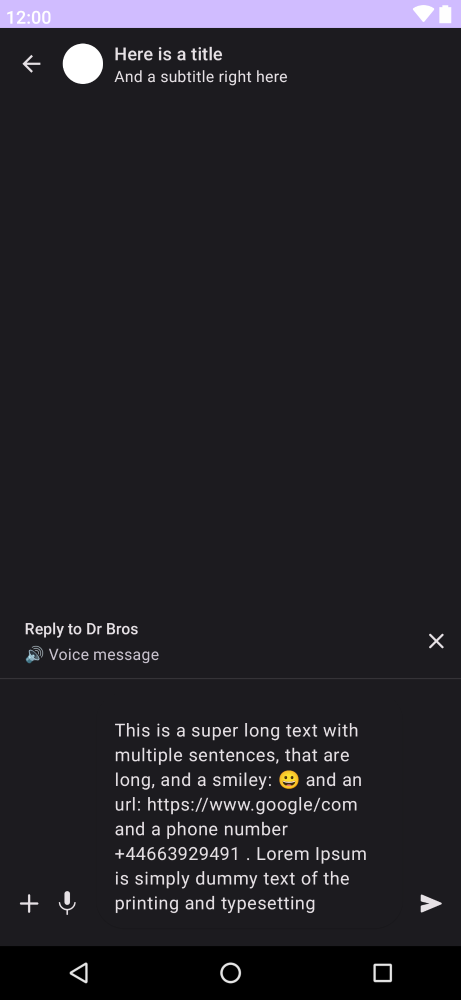 12:00
Here is a title
And a subtitle right here
Reply to Dr Bros
🔊 Voice message
This is a super long text with
multiple sentences, that are
long, and a smiley: 😀 and an
url: https://www.google/com
and a phone number
+44663929491 . Lorem Ipsum
is simply dummy text of the
printing and typesetting